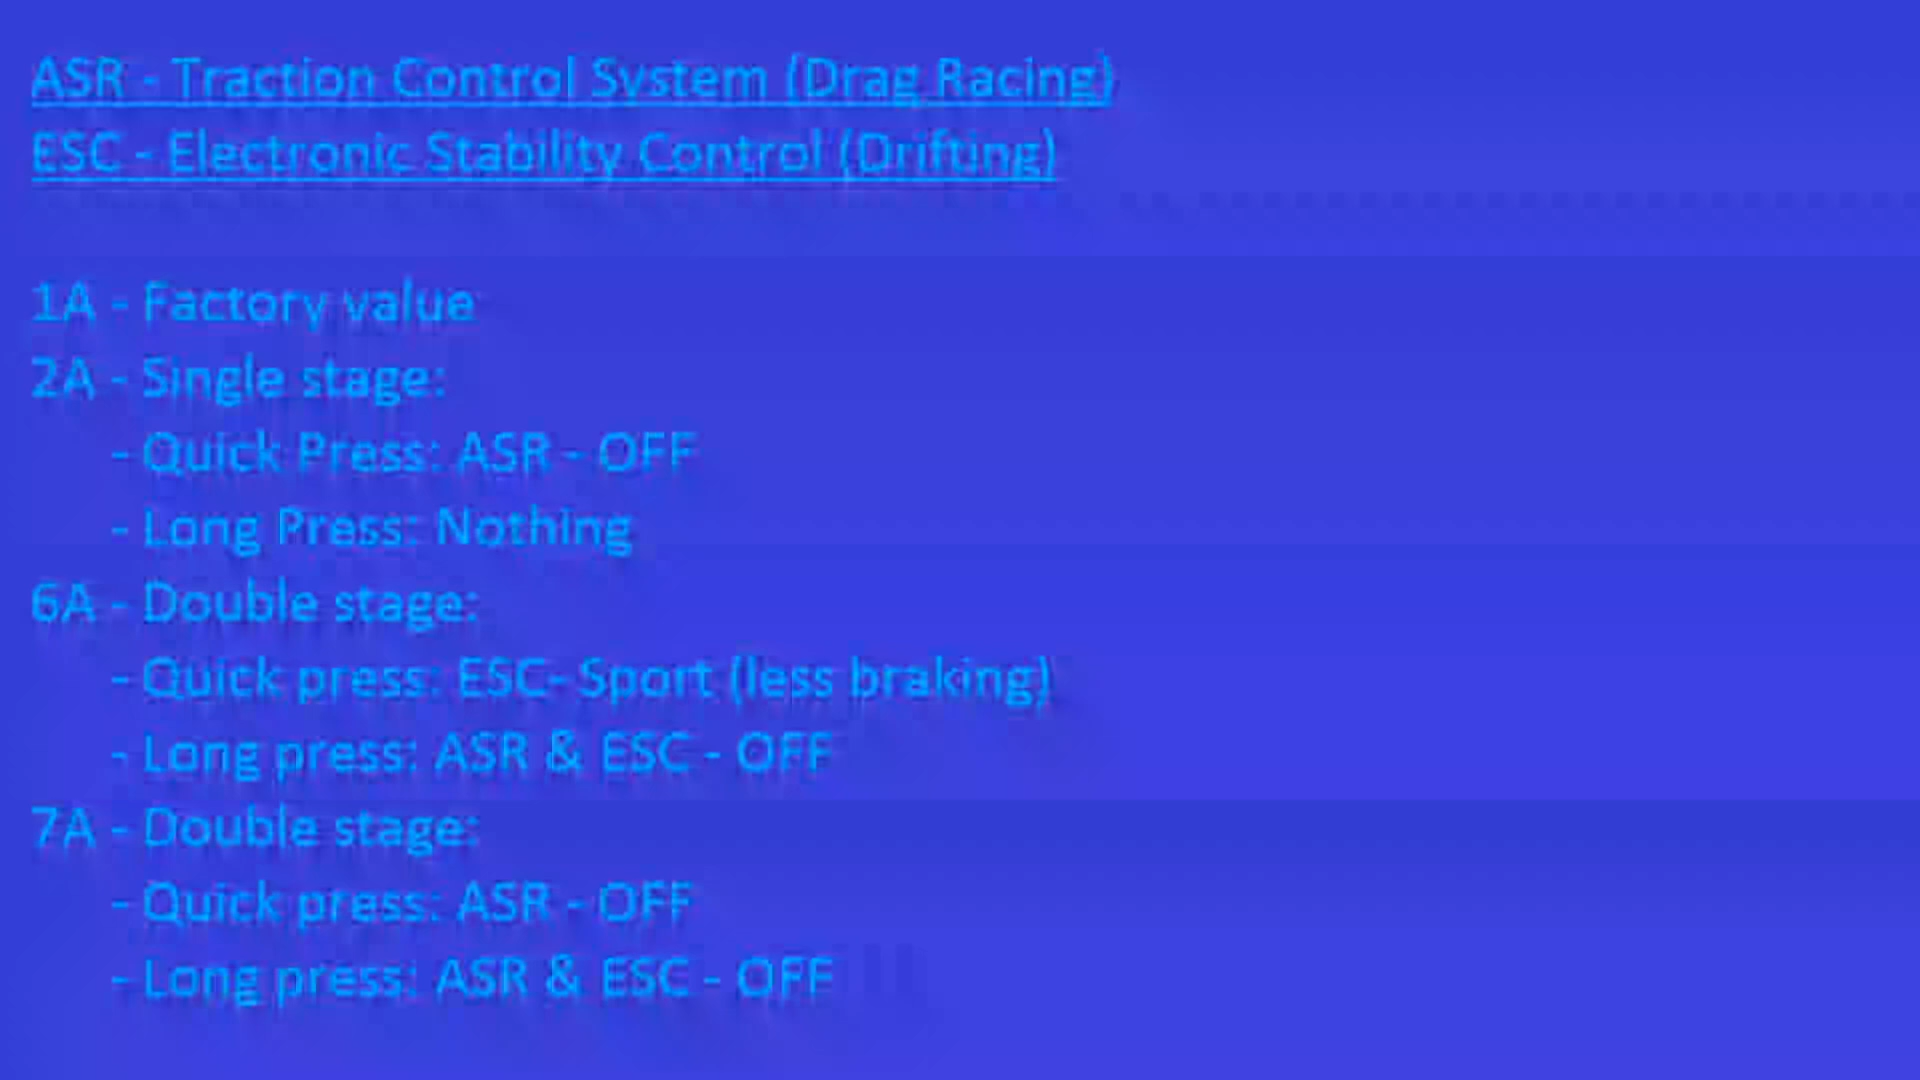 ASR - Traction Control System (Drag Racing)
ESC - Electronic Stability Control (Drifting)
1A - Factory value
2A - Single stage:
- Quick Press: ASR - OFF
- Long Press: Nothing
6A - Double stage:
- Quick press: ESC- Sport (less braking)
- Long press: ASR & ESC - OFF
7A - Double stage:
- Quick press: ASR - OFF
- Long press: ASR & ESC - OFF